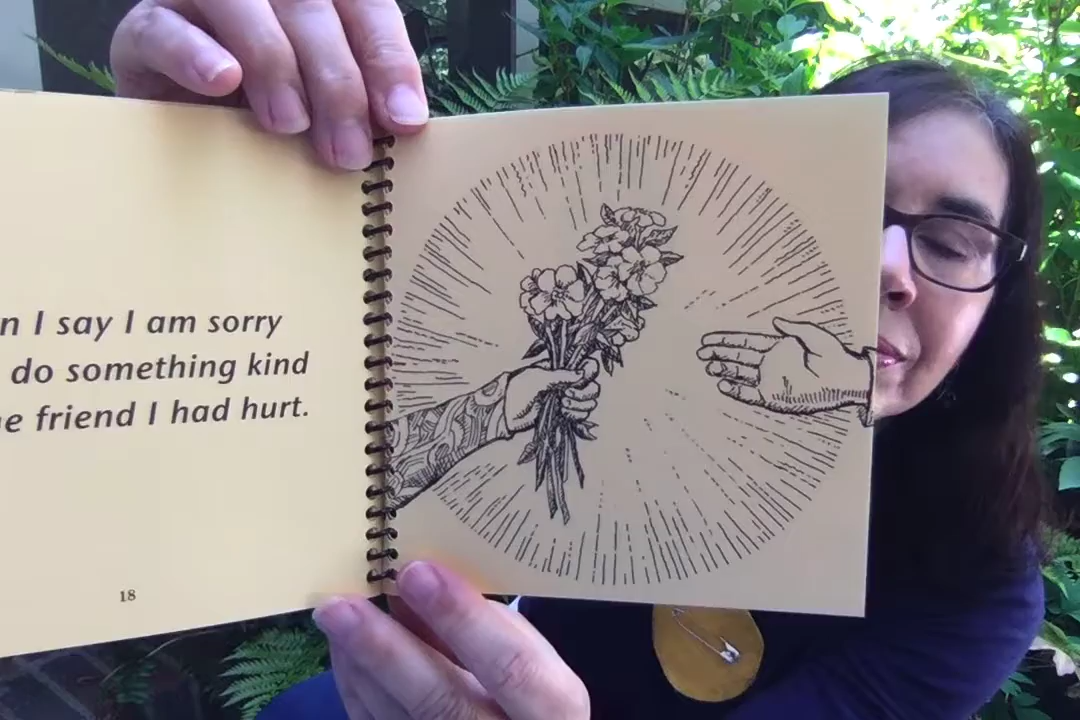 I say I am sorry
do something kind
friend I had hurt.
18